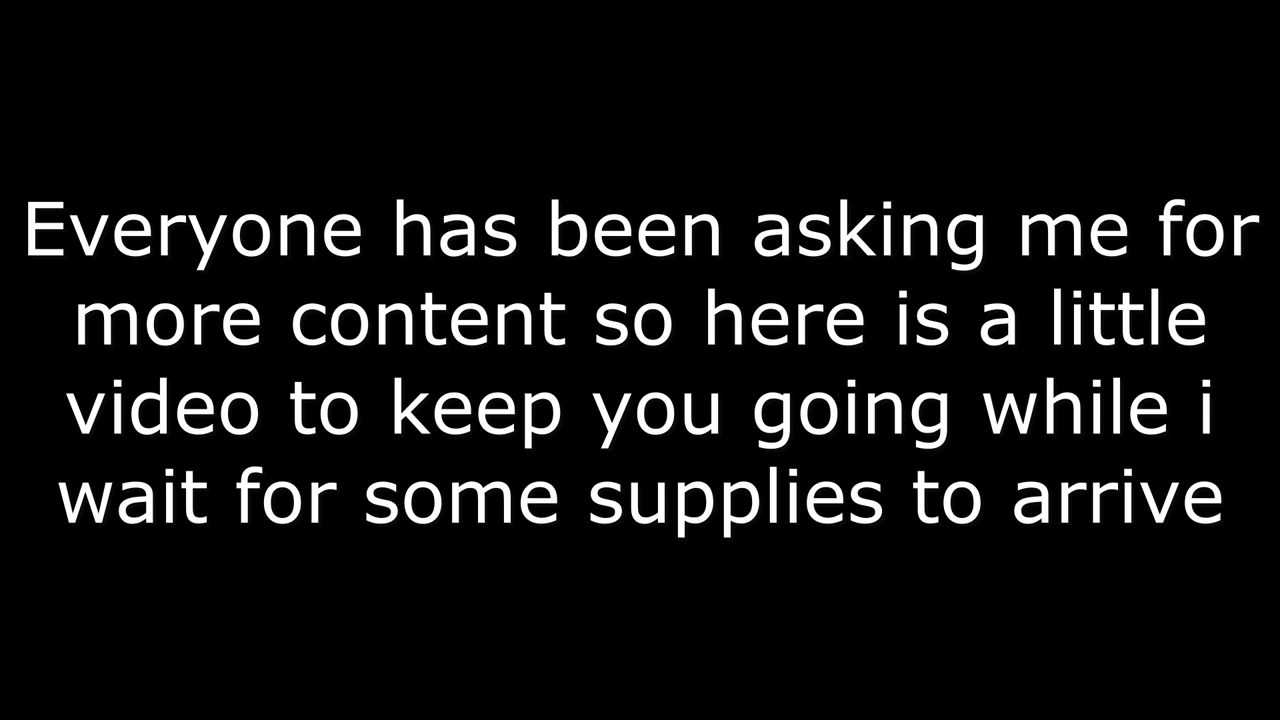 Everyone has been asking me for
more content so here is a little
video to keep you going while i
wait for some supplies to arrive